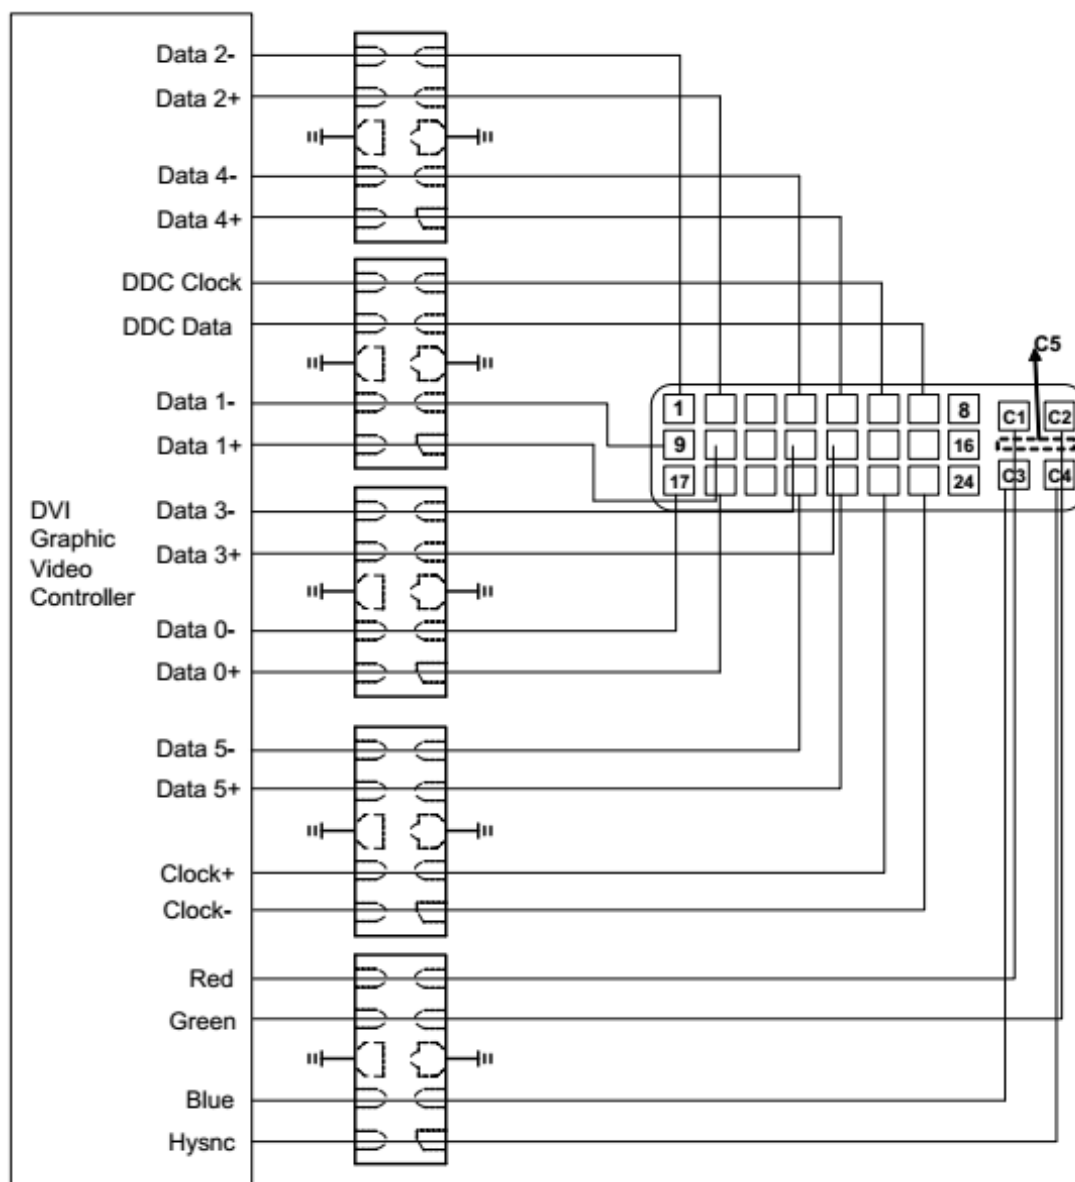 Data 2-
Data 2+
Data 4-
Data 4+
DDC Clock
DDC Data
C5
Data 1-
1
8
C1
C2
Data 1+
9
16
17
24
C3
C4
DVI
Graphic
Video
Controller
Data 3-
Data 3+
Data 0-
Data 0+
Data 5-
Data 5+
Clock+
Clock-
Red
Green
Blue
Hysnc